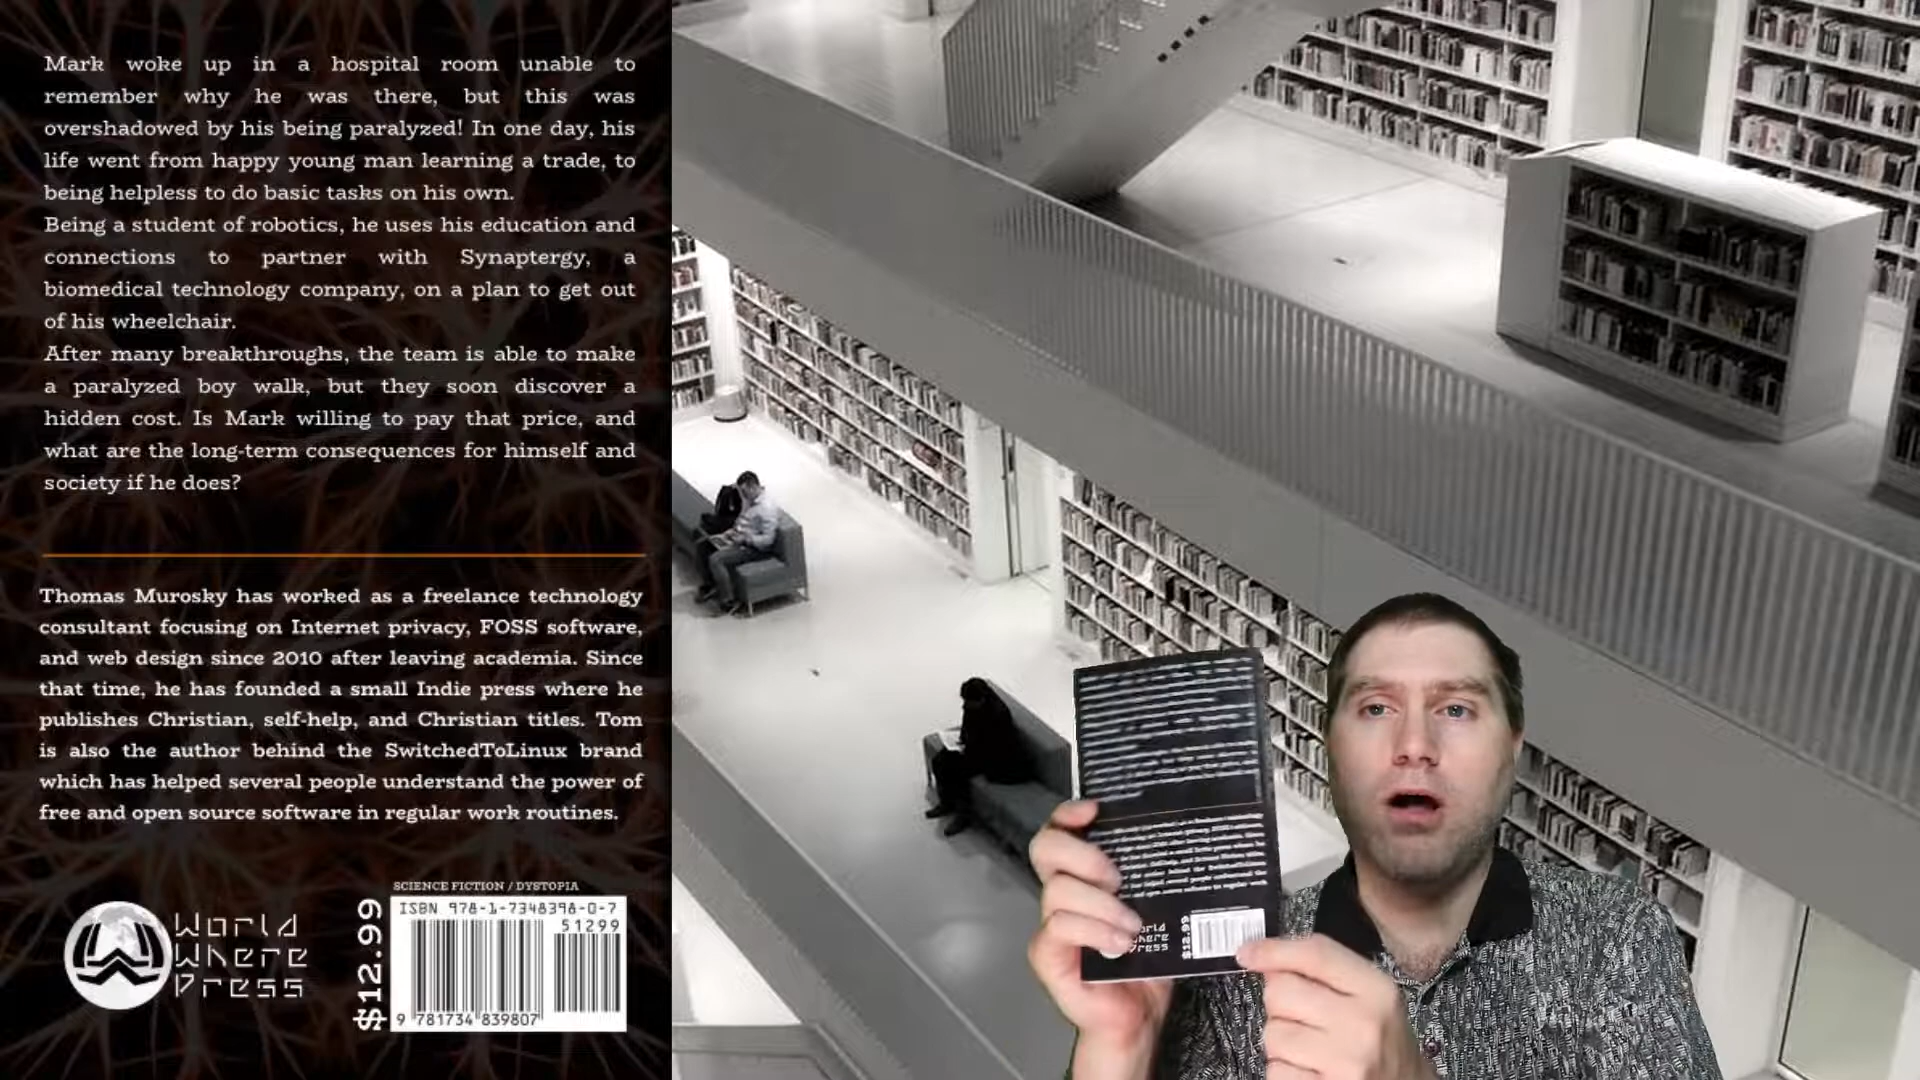 Mark woke up in a hospital room unable to
remember why he was there, but this was
overshadowed by his being paralyzed! In one day, his
life went from happy young man learning a trade, to
being helpless to do basic tasks on his own.
Being a student of robotics, he uses his education and
connections to partner with Synaptergy, a
biomedical technology company, on a plan to get out
of his wheelchair.
After many breakthroughs, the team is able to make
a paralyzed boy walk, but they soon discover a
hidden cost. Is Mark willing to pay that price, and
what are the long-term consequences for himself and
society if he does?
Thomas Murosky has worked as a freelance technology
consultant focusing on Internet privacy, FOSS software,
and web design since 2010 after leaving academia. Since
that time, he has founded a small Indie press where he
publishes Christian, self-help, and Christian titles. Tom
is also the author behind the SwitchedToLinux brand
which has helped several people understand the power of
free and open source software in regular work routines.
SCIENCE FICTION / DYSTOPIA
World
Where
Press
$12.99
ISBN 978-1-7348398-0-7
51299
9 781734 839807
World
Where
Press
$12.99